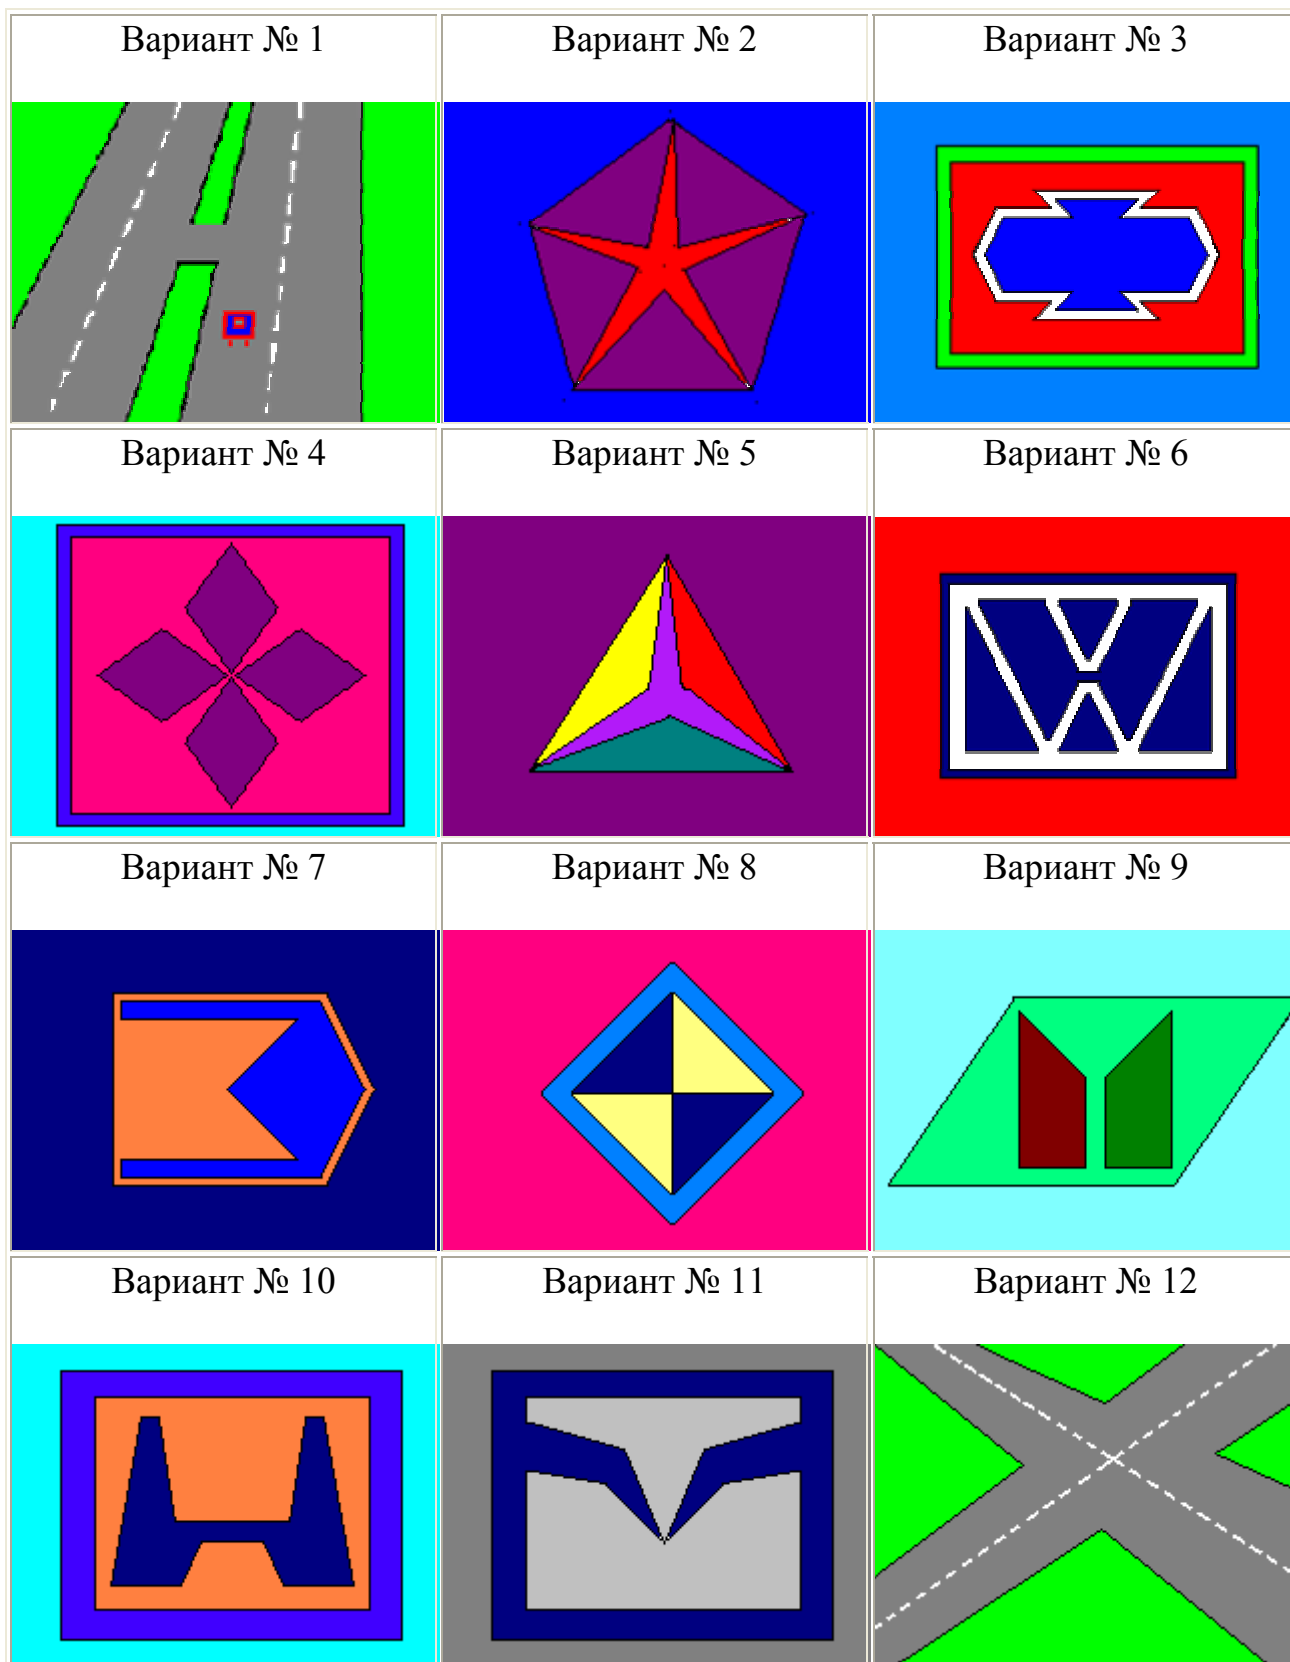 Вариант № 1
Вариант № 2
Вариант № 3
Вариант № 4
Вариант № 5
Вариант № 6
Вариант № 7
Вариант № 8
Вариант № 9
Вариант № 10
Вариант № 11
Вариант № 12